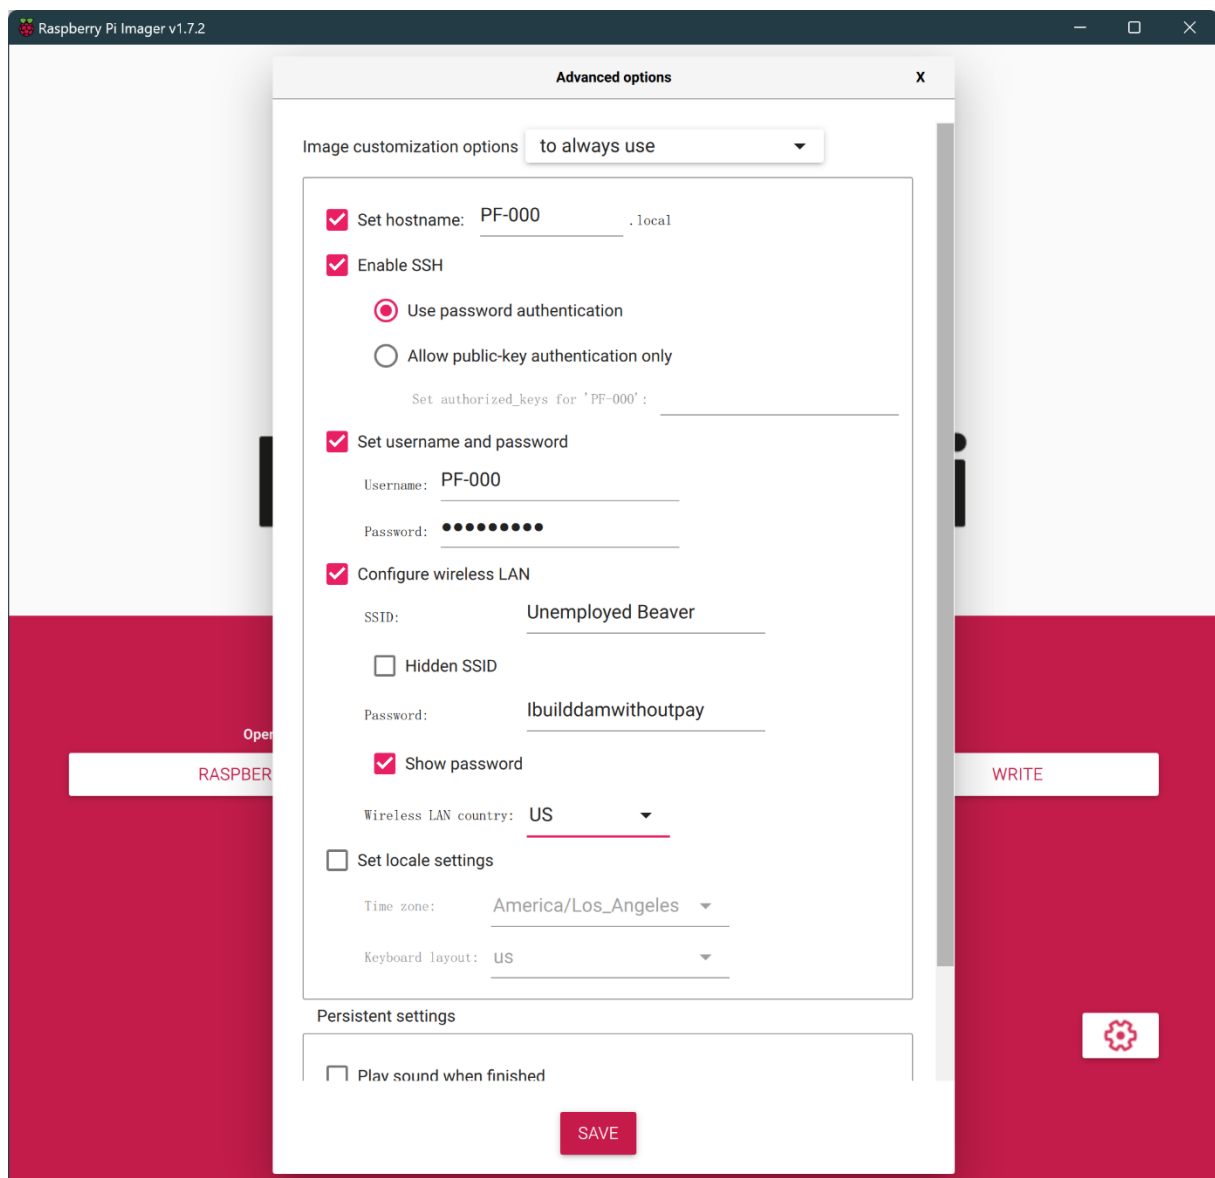 Raspberry Pi Imager v1.7.2
Advanced options X
Image customization options to always use
Set hostname: PF-000 .local
Enable SSH
Use password authentication
Allow public-key authentication only
Set authorized_keys for 'PF-000':
Set username and password
Username: PF-000
Password: •••••••••
Configure wireless LAN
SSID: Unemployed Beaver
Hidden SSID
Password: Ibuilddamwithoutpay
Oper
Show password
RASPBER WRITE
Wireless LAN country: US
Set locale settings
Time zone: America/Los_Angeles
Keyboard layout: us
Persistent settings
Play sound when finished
SAVE